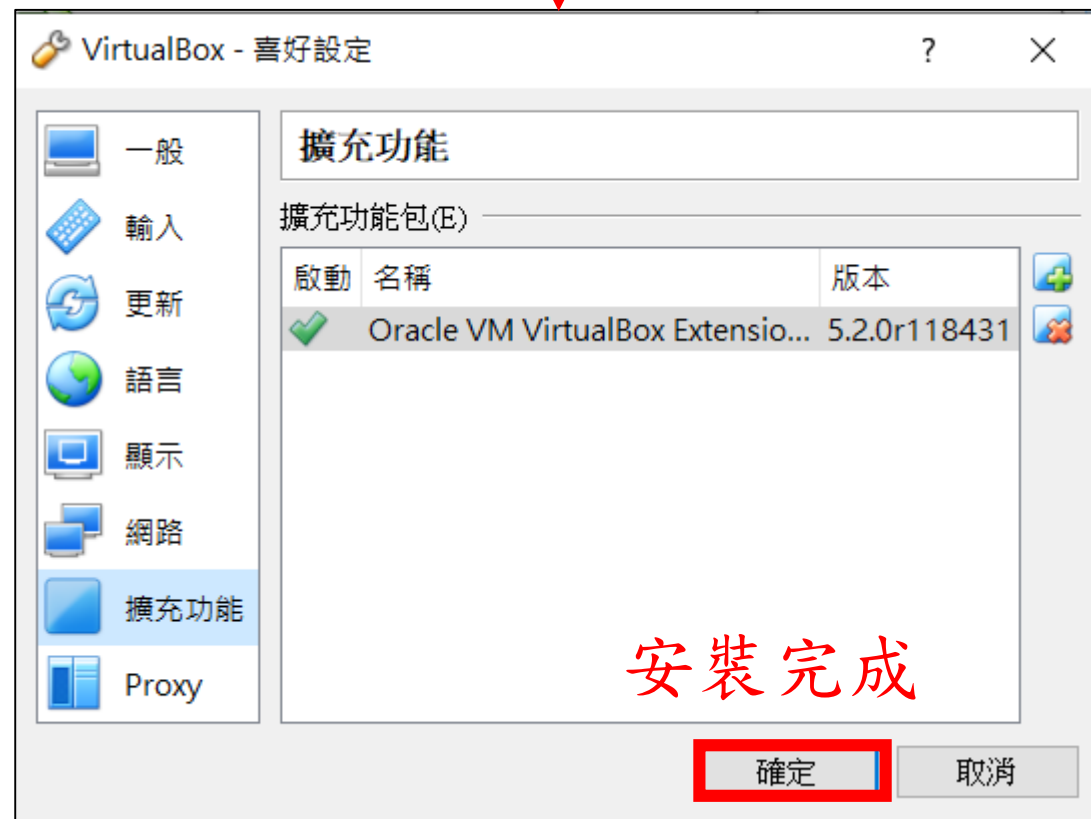 VirtualBox - 喜好設定
?
一般
輸入
更新
語言
顯示
網路
擴充功能
Proxy
擴充功能
擴充功能包(E)
啟動 名稱 版本
Oracle VM VirtualBox Extensio... 5.2.0r118431
安裝完成
確定 取消